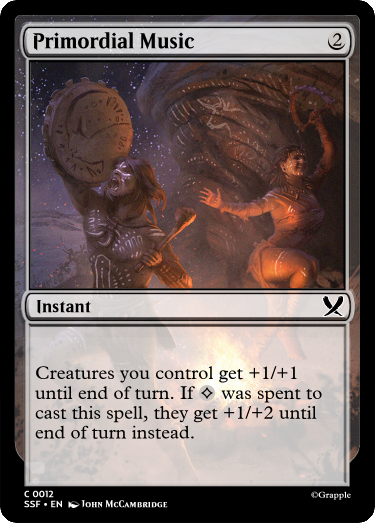 Primordial Music 2
Instant
Creatures you control get +1/+1
until end of turn. If ◇ was spent to
cast this spell, they get +1/+2 until
end of turn instead.
C 0012 ©Grapple
SSF • EN John McCambridge